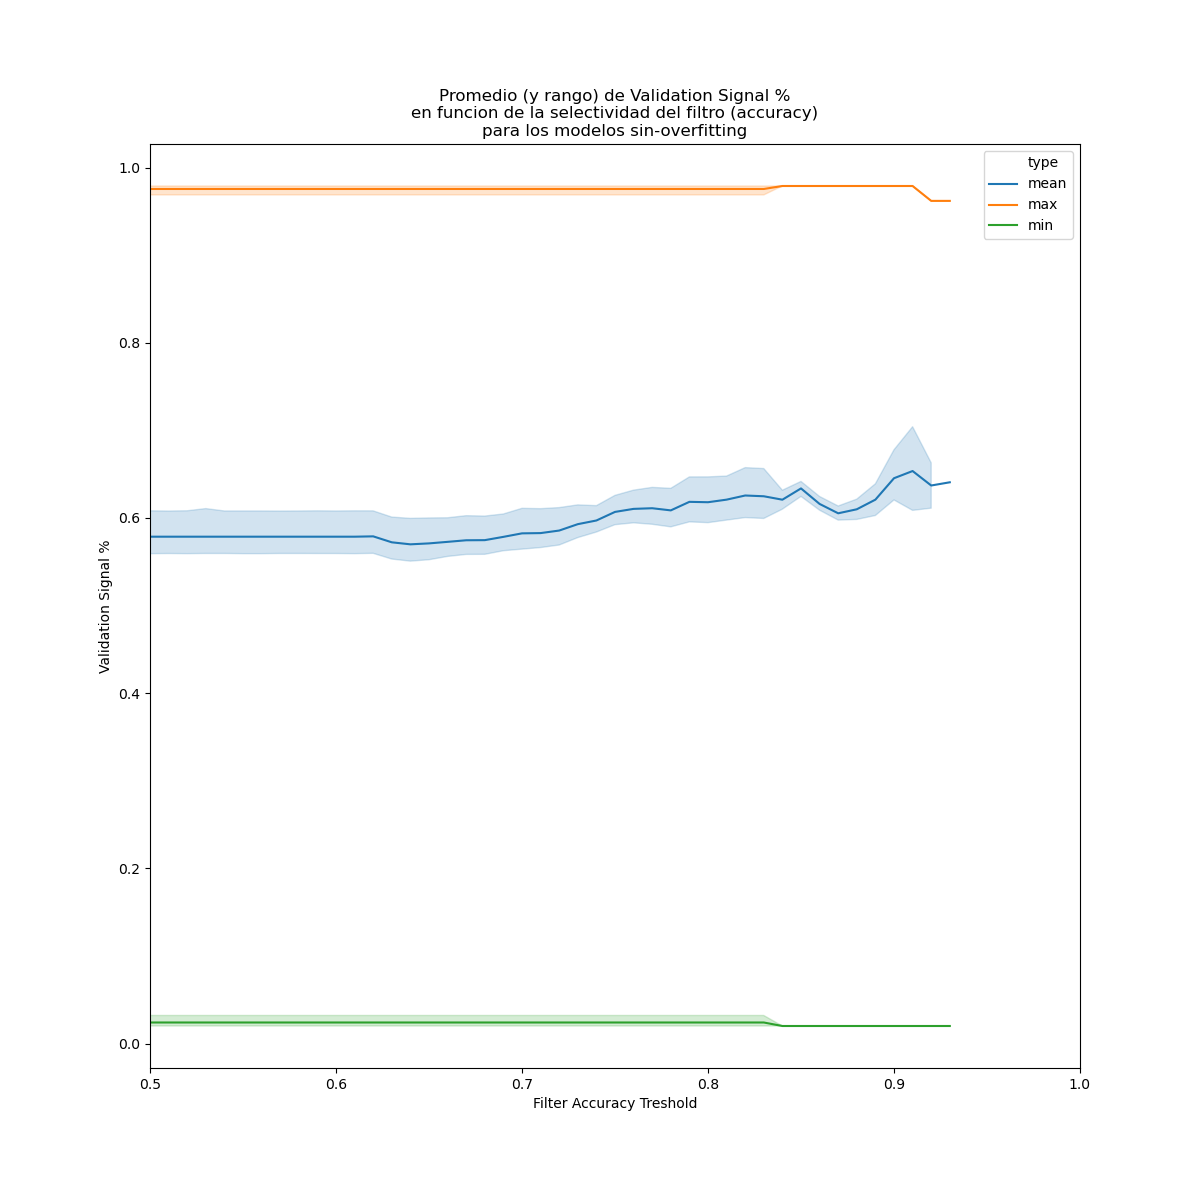 Promedio (y rango) de Validation Signal %
en funcion de la selectividad del filtro (accuracy)
para los modelos sin-overfitting
type
mean
max
min
1.0
0.8
0.6
0.4
0.2
0.0
Validation Signal %
0.5 0.6 0.7 0.8 0.9 1.0
Filter Accuracy Treshold